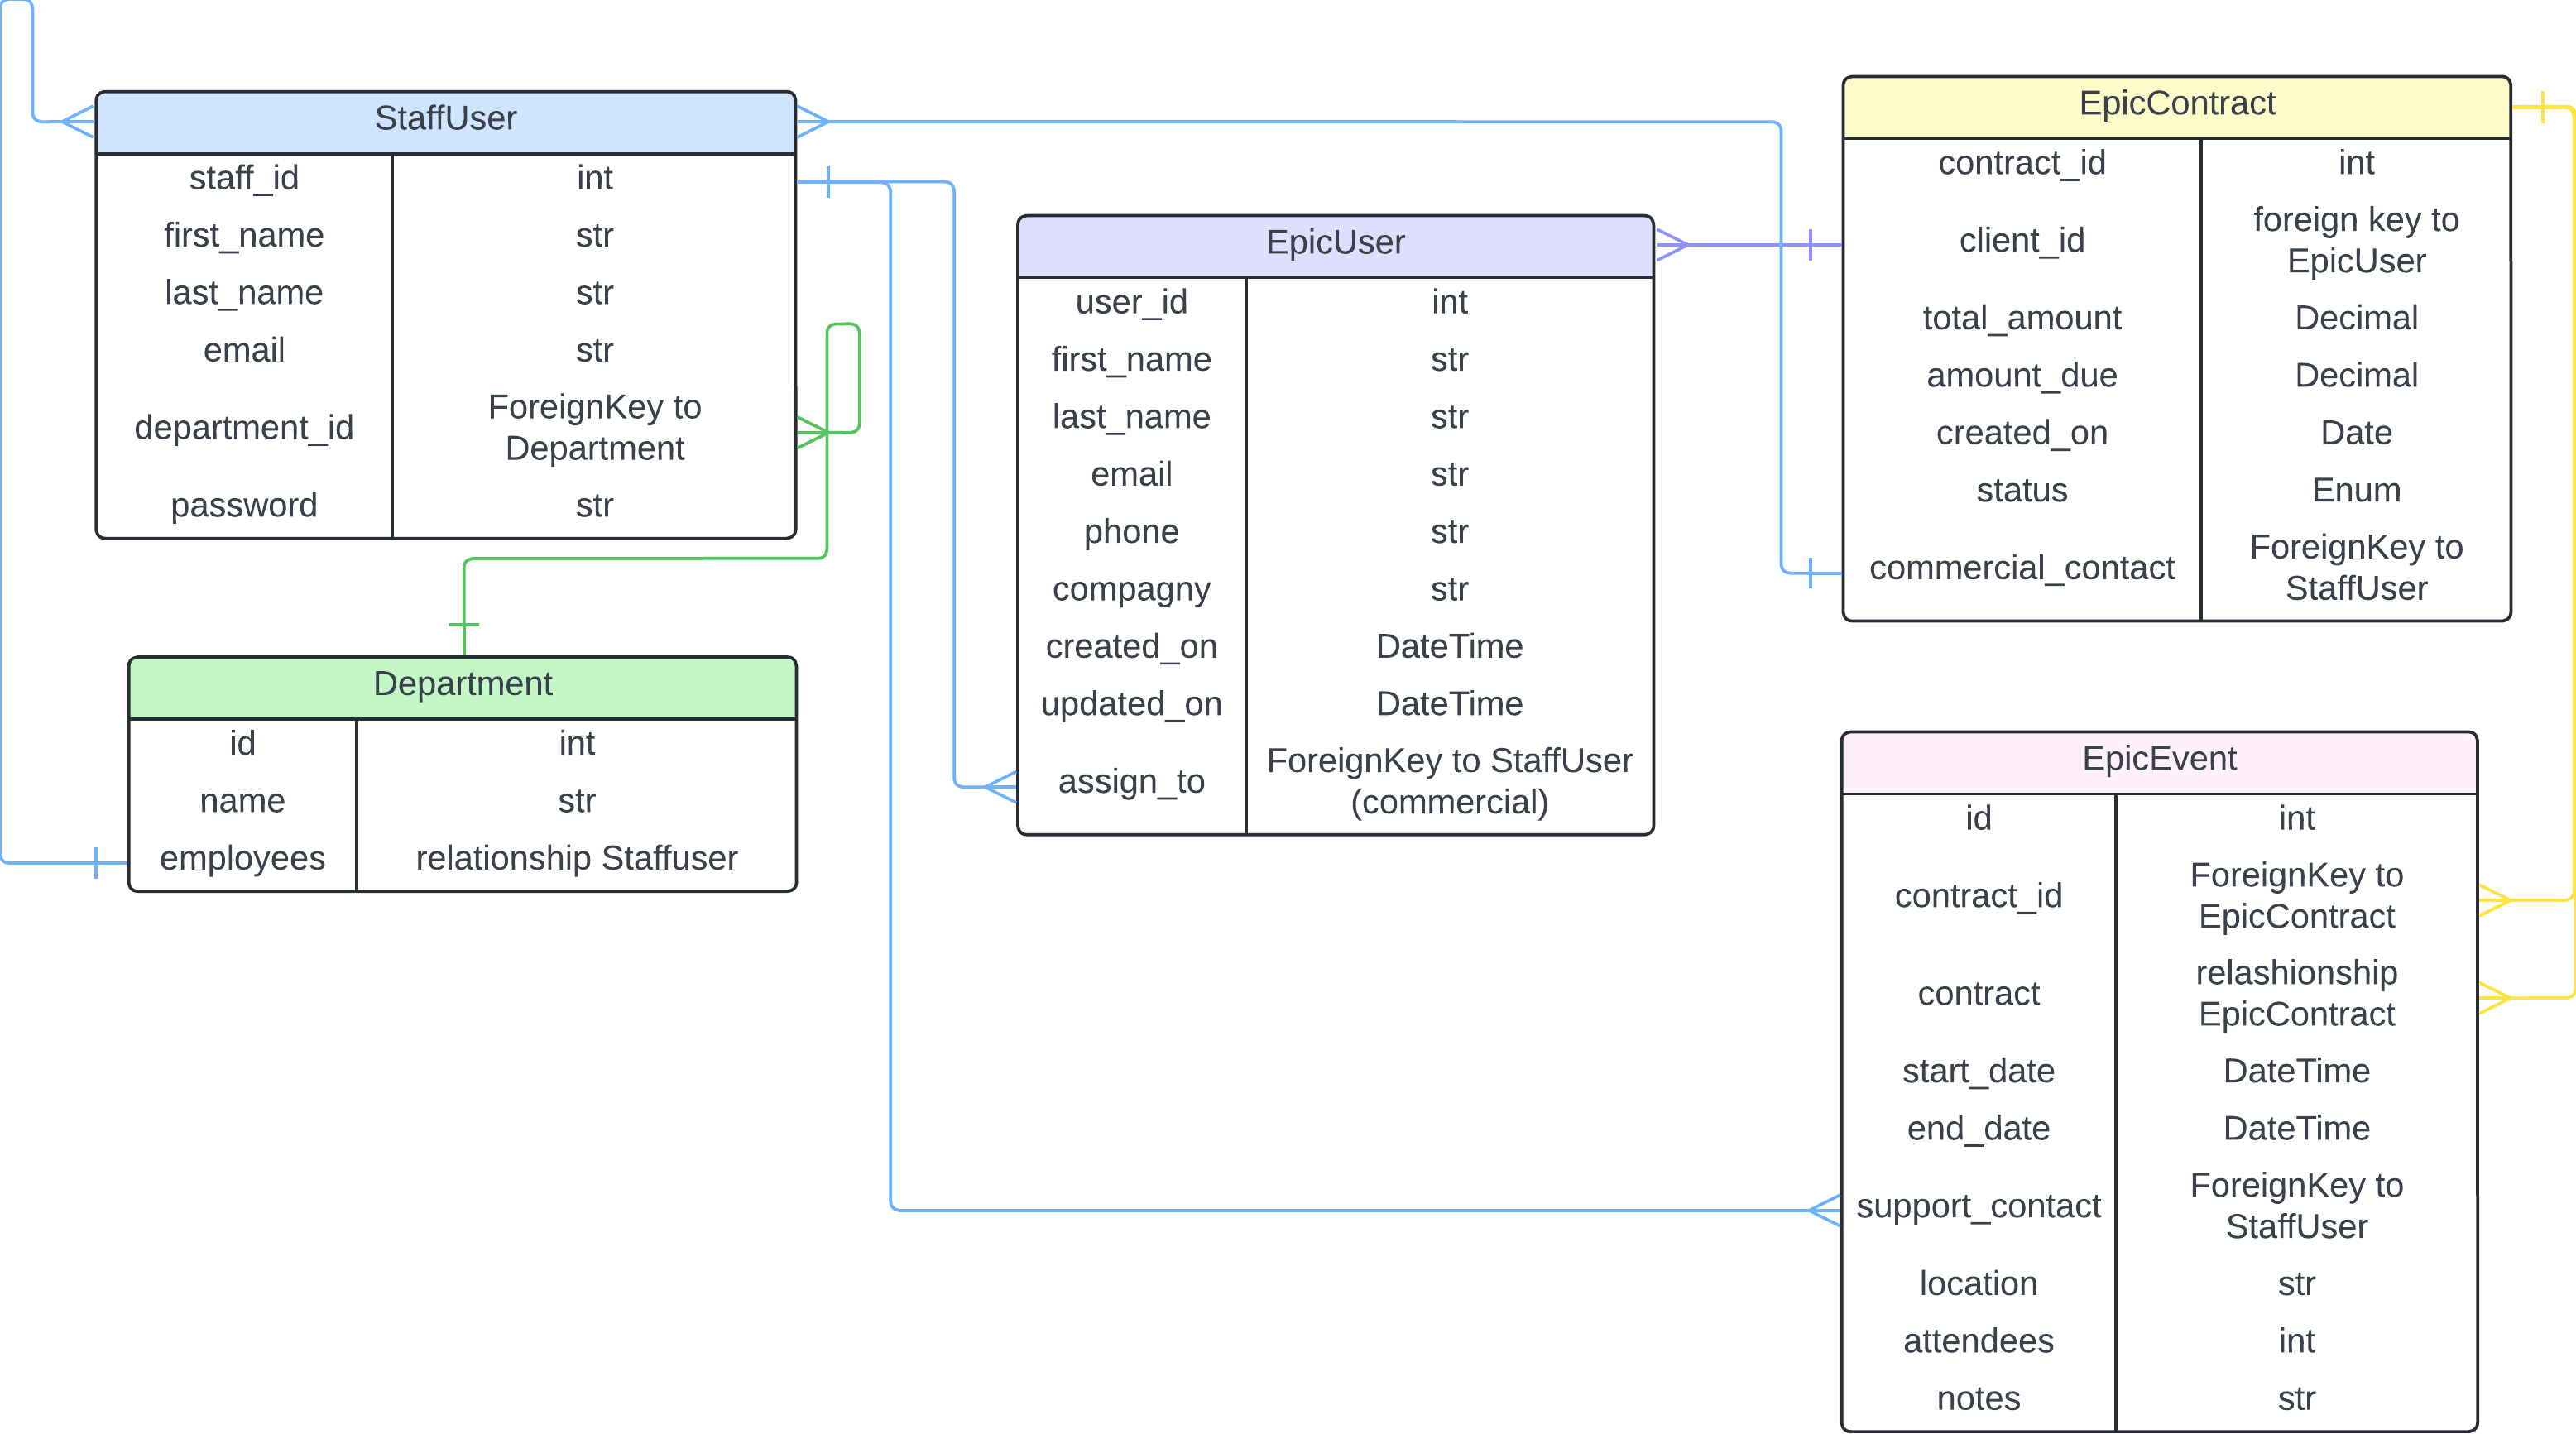 StaffUser
staff_id int
first_name str
last_name str
email str
department_id ForeignKey to
Department
password str
Department
id int
name str
employees relationship Staffuser
EpicUser
user_id int
first_name str
last_name str
email str
phone str
compagny str
created_on DateTime
updated_on DateTime
assign_to ForeignKey to StaffUser
(commercial)
EpicContract
contract_id int
client_id foreign key to
EpicUser
total_amount Decimal
amount_due Decimal
created_on Date
status Enum
commercial_contact ForeignKey to
StaffUser
EpicEvent
id int
contract_id ForeignKey to
EpicContract
contract relashionship
EpicContract
start_date DateTime
end_date DateTime
support_contact ForeignKey to
StaffUser
location str
attendees int
notes str